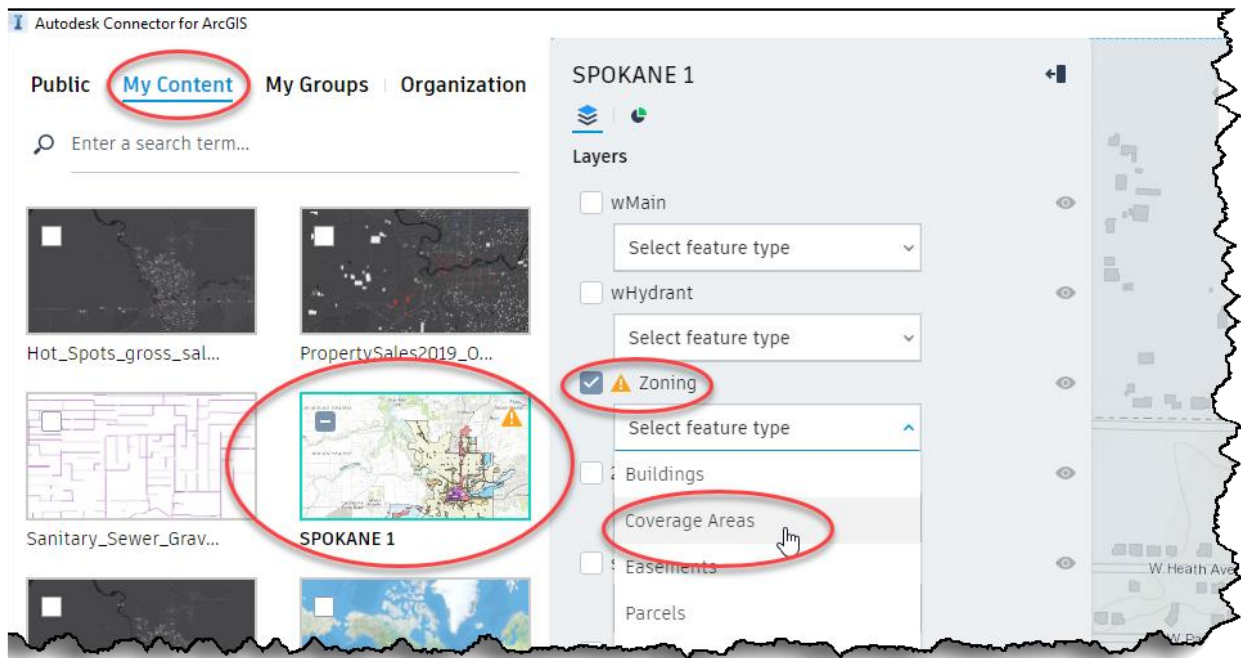 Autodesk Connector for ArcGIS
Public
My Content
My Groups
Organization
Enter a search term...
Hot_Spots_gross_sal...
PropertySales2019_O...
Sanitary_Sewer_Grav...
SPOKANE 1
SPOKANE 1
Layers
wMain
Select feature type
wHydrant
Select feature type
Zoning
Select feature type
Buildings
Coverage Areas
Easements
Parcels
W Heath Ave